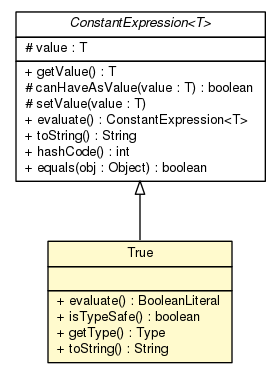 ConstantExpression<T>
# value : T
+ getValue() : T
# canHaveAsValue(value : T) : boolean
# setValue(value : T)
+ evaluate() : ConstantExpression<T>
+ toString() : String
+ hashCode() : int
+ equals(obj : Object) : boolean
True
+ evaluate() : BooleanLiteral
+ isTypeSafe() : boolean
+ getType() : Type
+ toString() : String